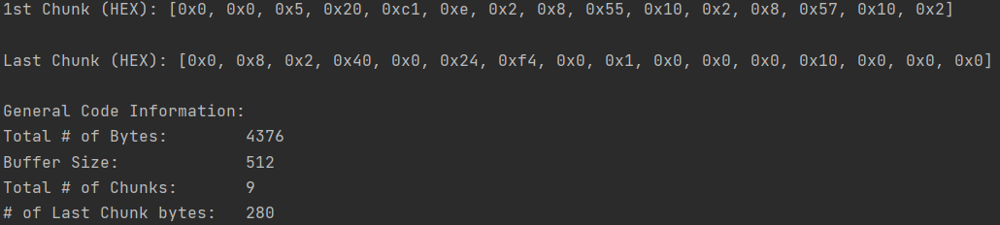 1st Chunk (HEX): [0x0, 0x0, 0x5, 0x20, 0xc1, 0xe, 0x2, 0x8, 0x55, 0x10, 0x2, 0x8, 0x57, 0x10, 0x2]
Last Chunk (HEX): [0x0, 0x8, 0x2, 0x40, 0x0, 0x24, 0xf4, 0x0, 0x1, 0x0, 0x0, 0x0, 0x10, 0x0, 0x0, 0x0]
General Code Information:
Total # of Bytes: 4376
Buffer Size: 512
Total # of Chunks: 9
# of Last Chunk bytes: 280